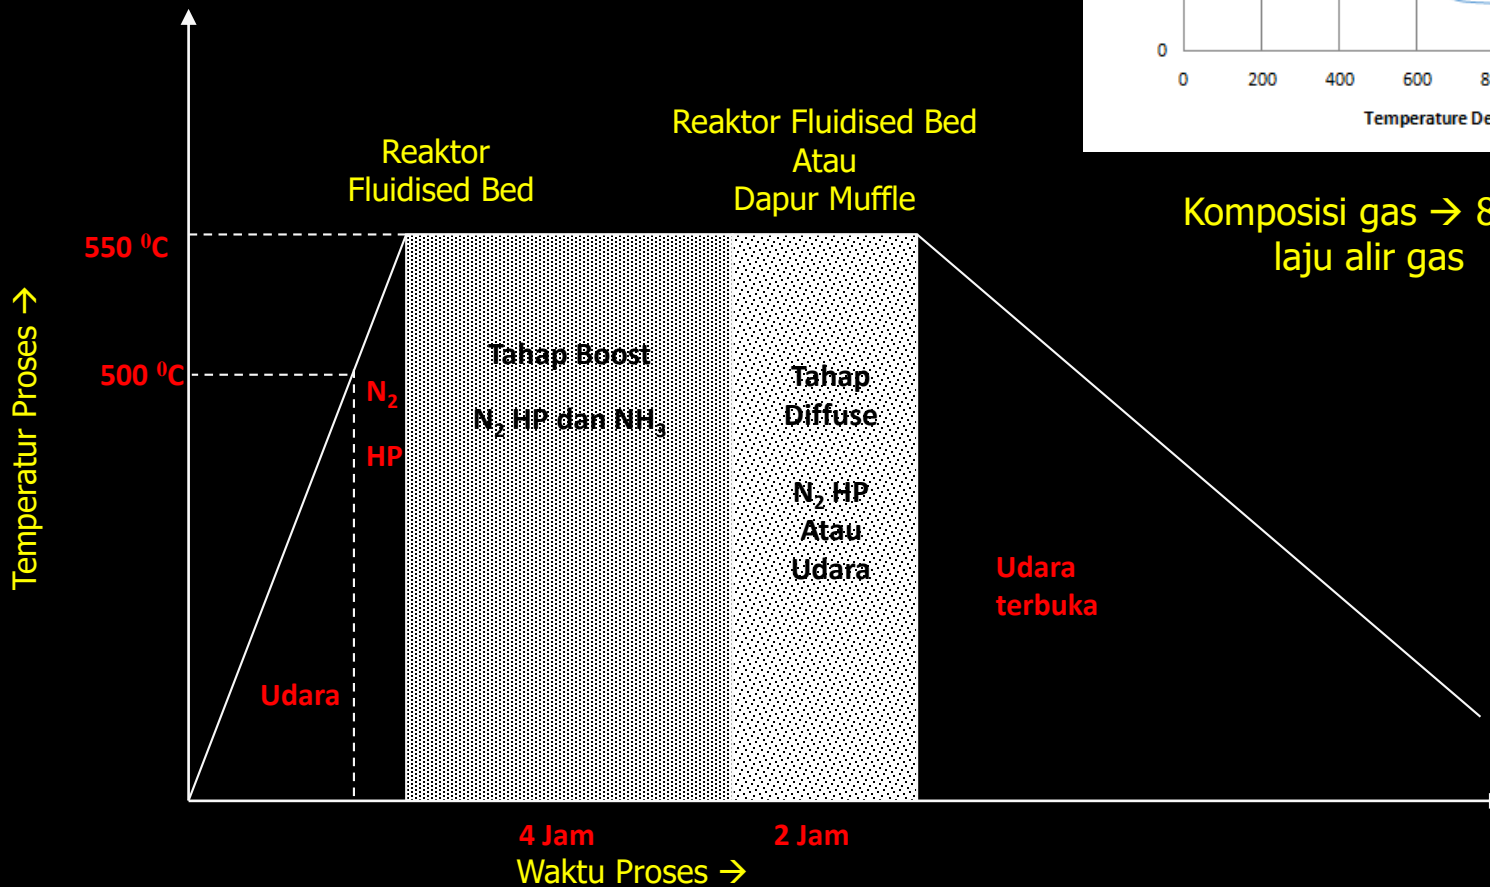 0
0 200 400 600
Temperature
Reaktor Fluidised Bed
Atau
Dapur Muffle
Reaktor
Fluidised Bed
Komposisi gas → 8
laju alir gas
550 ⁰C
500 ⁰C
Temperatur Proses →
N₂
HP
Tahap Boost
N₂ HP dan NH₃
Tahap
Diffuse
N₂ HP
Atau
Udara
Udara
terbuka
Udara
4 Jam 2 Jam
Waktu Proses →